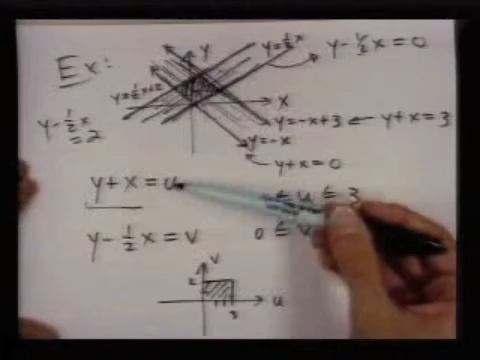 Ex:
y
y=½x
y-½x=0
y=½x+2
x
y-½x
=2
y=-x+3 ← y+x=3
y=-x
y+x=0
y+x=u
≤ u ≤ 3
y-½x=v
0 ≤ v
v
2
3
u